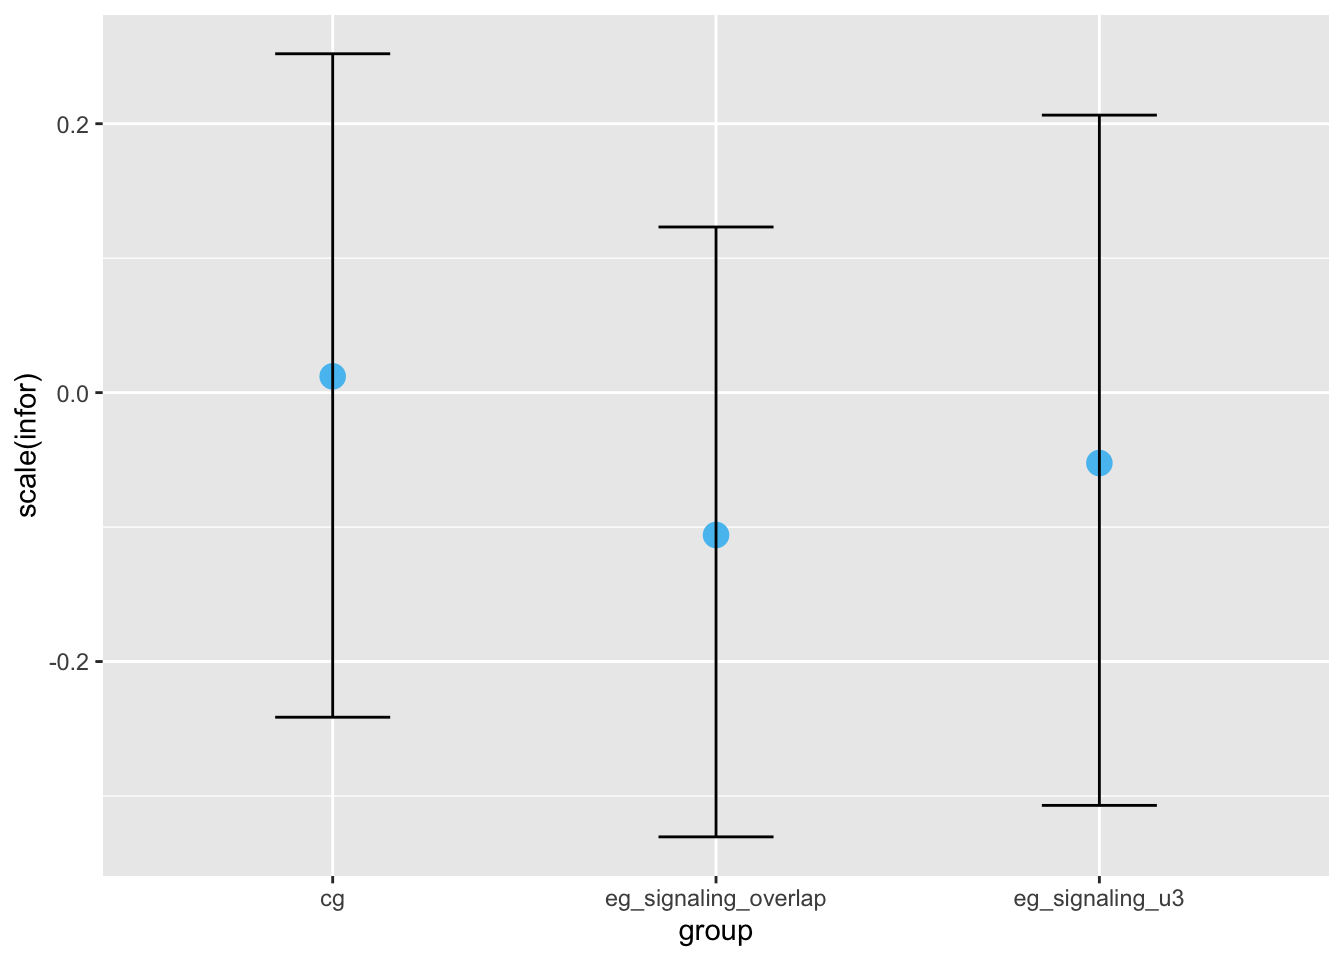 scale(infor)
0.2
0.0
-0.2
cg
eg_signaling_overlap
eg_signaling_u3
group